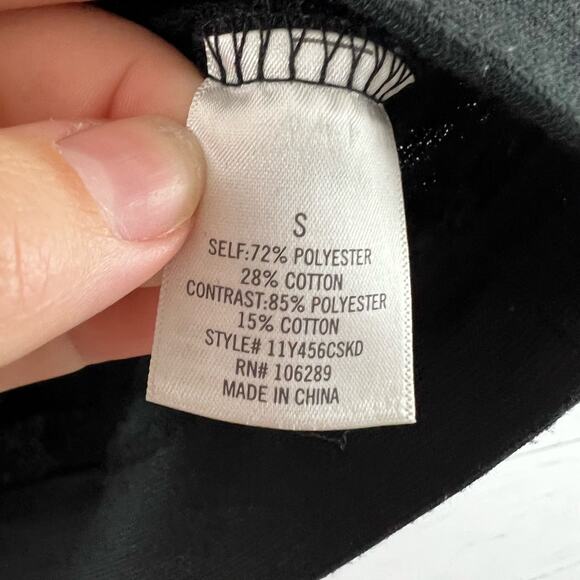 S
SELF:72% POLYESTER
28% COTTON
CONTRAST:85% POLYESTER
15% COTTON
STYLE# 11Y456CSKD
RN# 106289
MADE IN CHINA